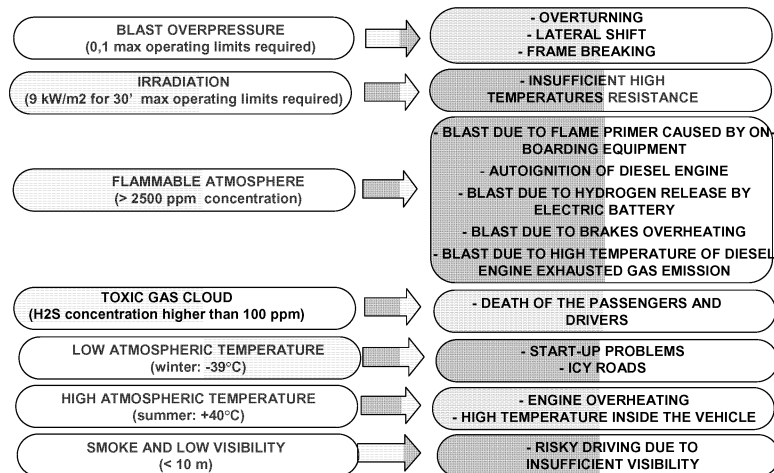 BLAST OVERPRESSURE
(0,1 max operating limits required)
- OVERTURNING
- LATERAL SHIFT
- FRAME BREAKING
IRRADIATION
(9 kW/m2 for 30' max operating limits required)
- INSUFFICIENT HIGH
TEMPERATURES RESISTANCE
FLAMMABLE ATMOSPHERE
(> 2500 ppm concentration)
- BLAST DUE TO FLAME PRIMER CAUSED BY ON-
BOARDING EQUIPMENT
- AUTOIGNITION OF DIESEL ENGINE
- BLAST DUE TO HYDROGEN RELEASE BY
ELECTRIC BATTERY
- BLAST DUE TO BRAKES OVERHEATING
- BLAST DUE TO HIGH TEMPERATURE OF DIESEL
ENGINE EXHAUSTED GAS EMISSION
TOXIC GAS CLOUD
(H2S concentration higher than 100 ppm)
- DEATH OF THE PASSENGERS AND
DRIVERS
LOW ATMOSPHERIC TEMPERATURE
(winter: -39°C)
- START-UP PROBLEMS
- ICY ROADS
HIGH ATMOSPHERIC TEMPERATURE
(summer: +40°C)
- ENGINE OVERHEATING
- HIGH TEMPERATURE INSIDE THE VEHICLE
SMOKE AND LOW VISIBILITY
(< 10 m)
- RISKY DRIVING DUE TO
INSUFFICIENT VISIBILITY